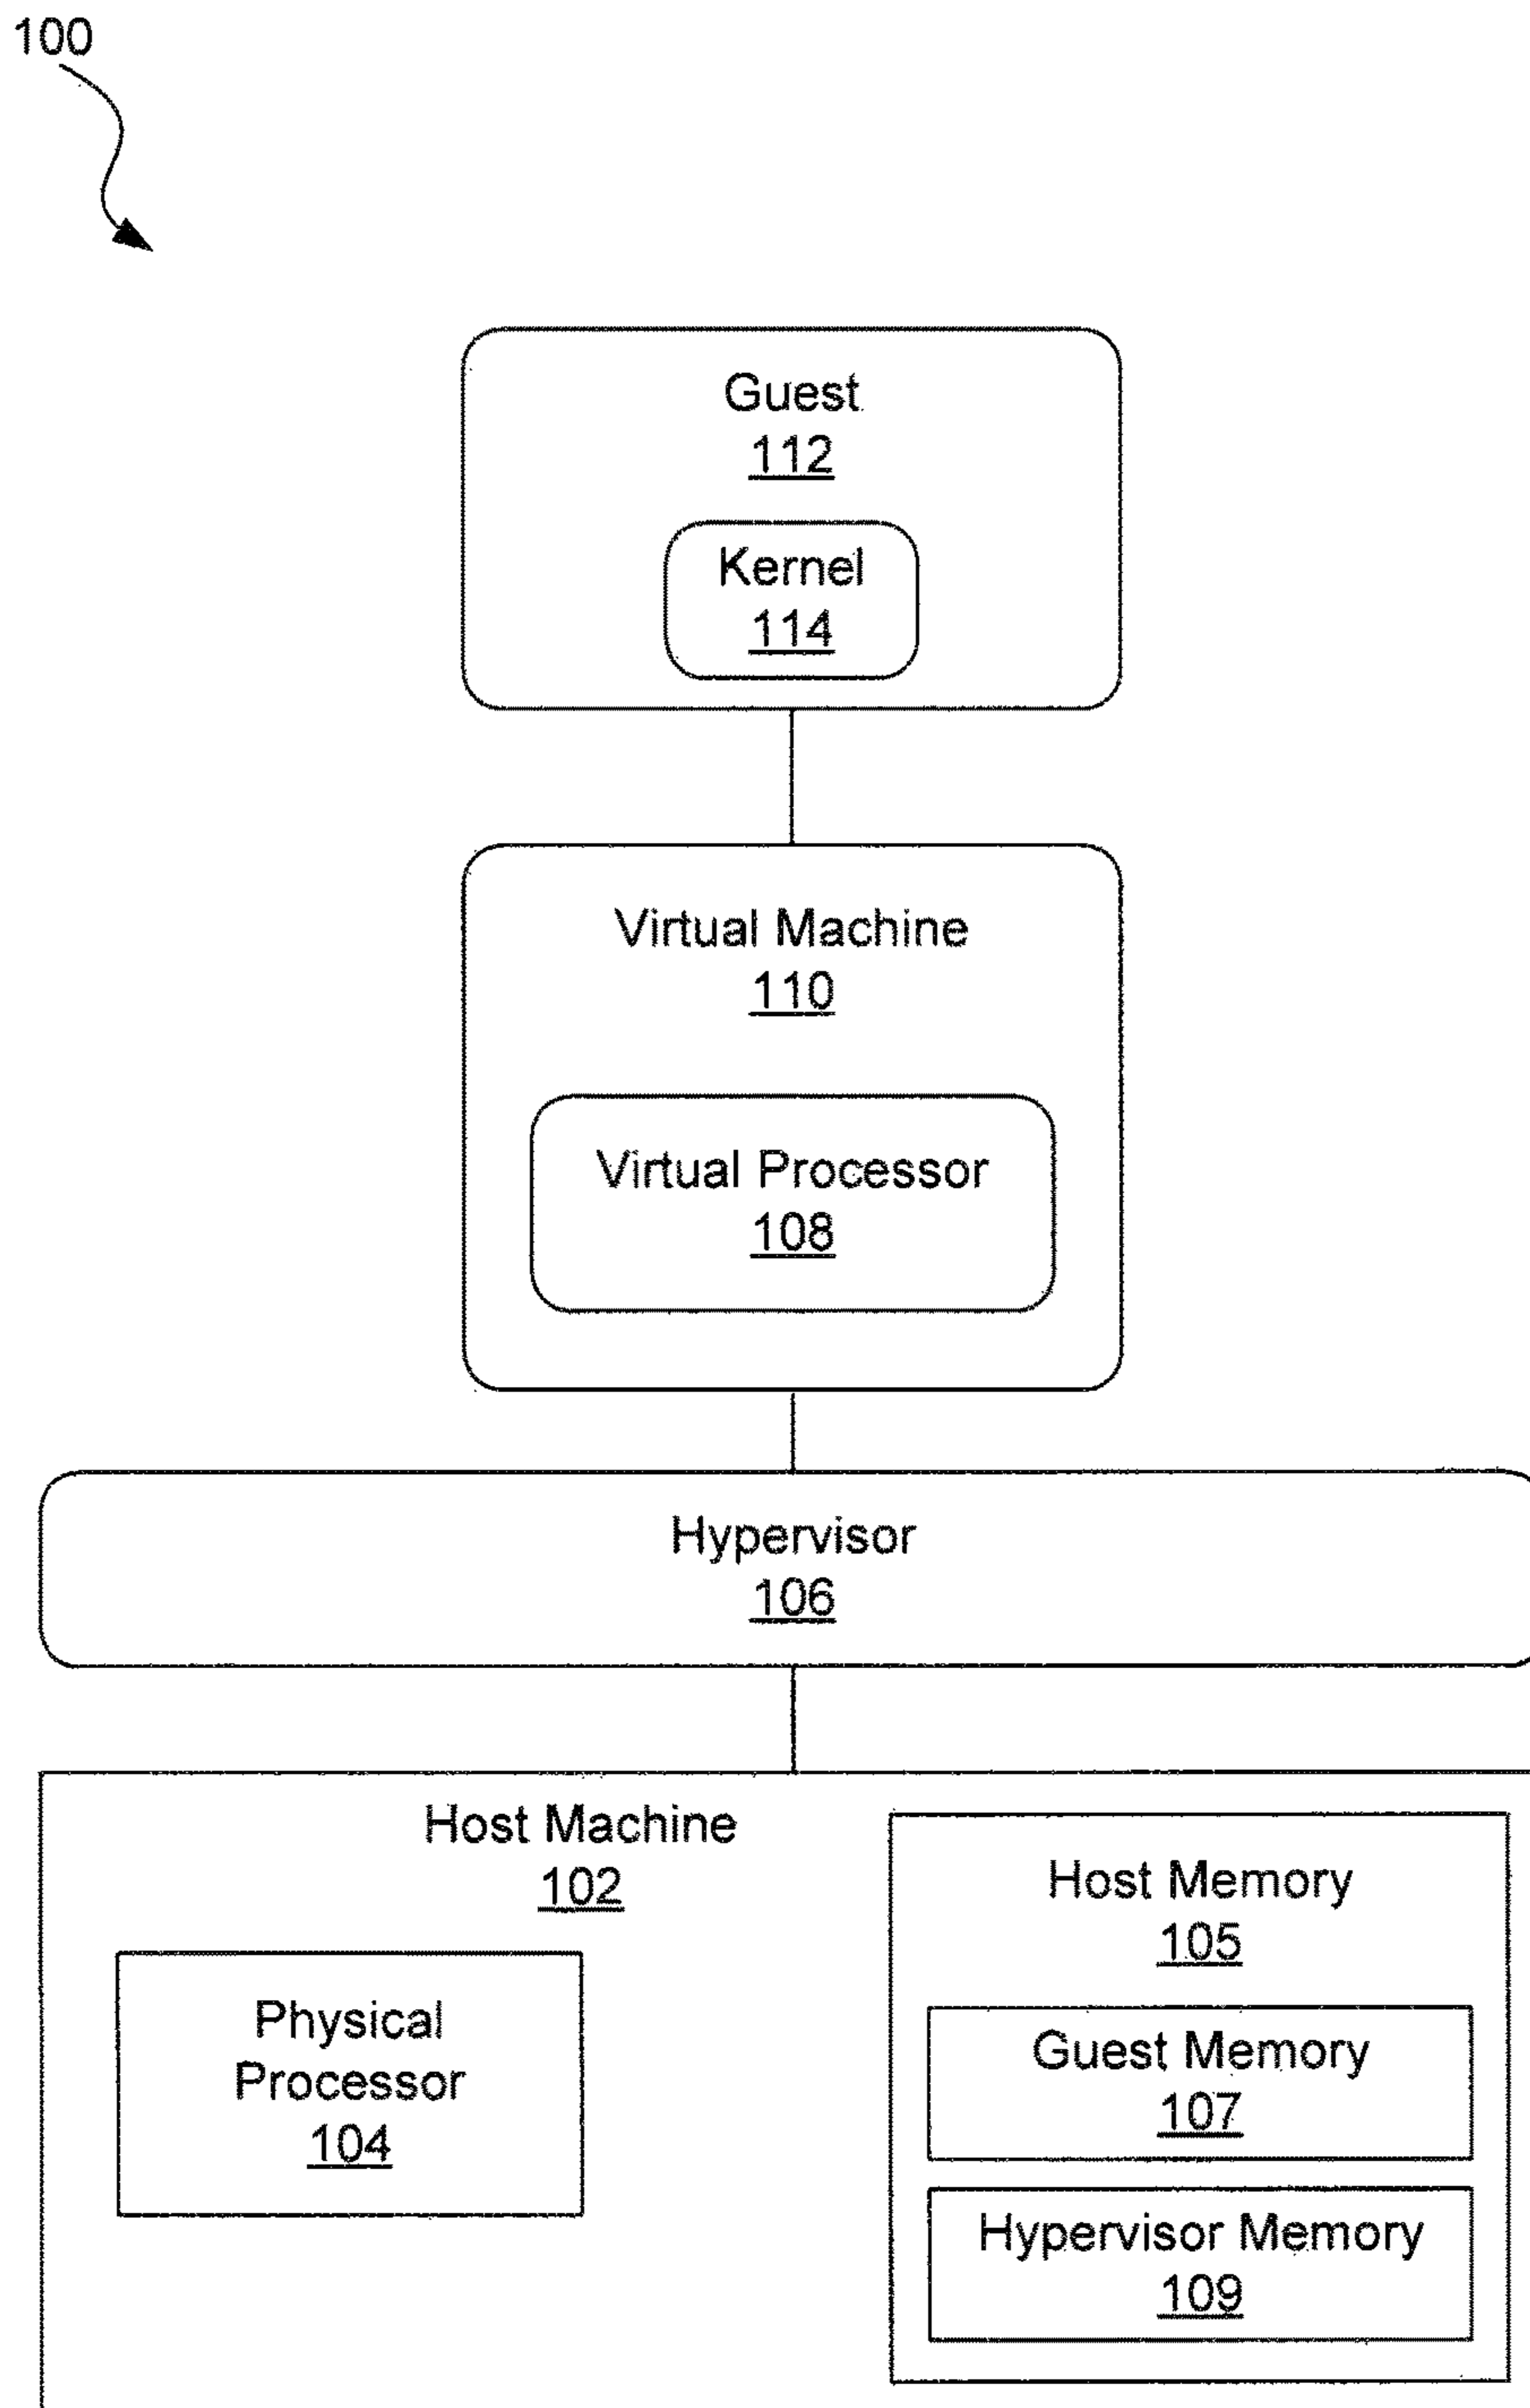 100
Guest
112
Kernel
114
Virtual Machine
110
Virtual Processor
108
Hypervisor
106
Host Machine
102
Physical
Processor
104
Host Memory
105
Guest Memory
107
Hypervisor Memory
109